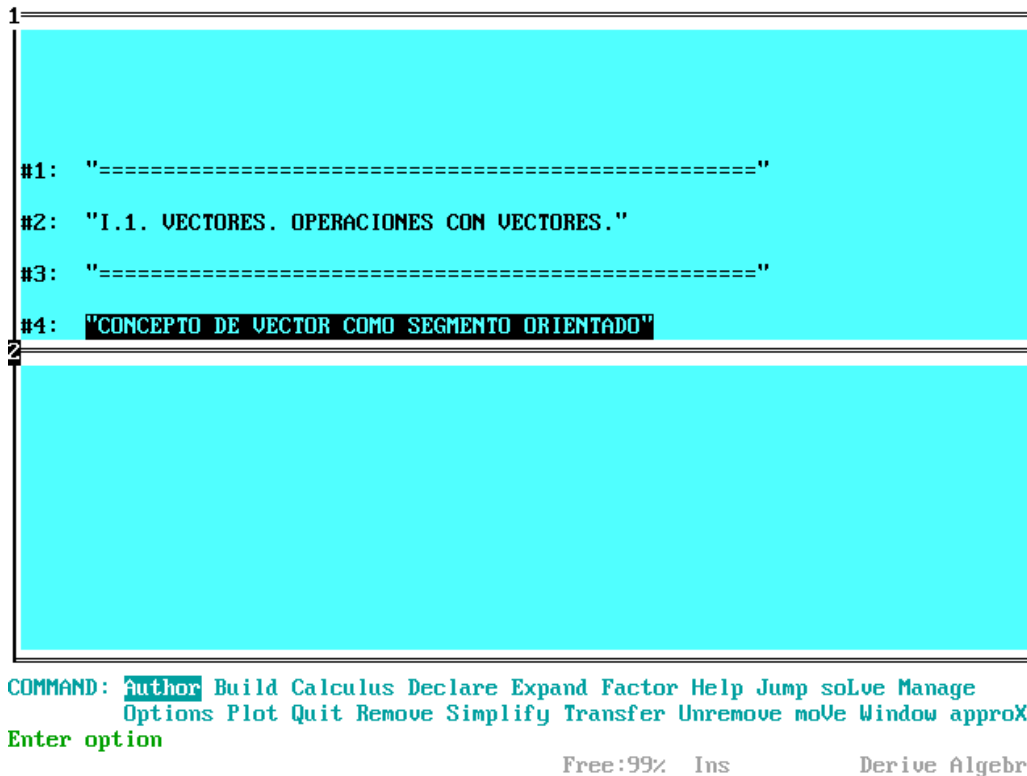 1
#1: "==================================================="
#2: "I.1. VECTORES. OPERACIONES CON VECTORES."
#3: "==================================================="
#4: "CONCEPTO DE VECTOR COMO SEGMENTO ORIENTADO"
2
COMMAND: Author Build Calculus Declare Expand Factor Help Jump soLve Manage
Options Plot Quit Remove Simplify Transfer Unremove moVe Window approX
Enter option
Free:99% Ins Derive Algebr